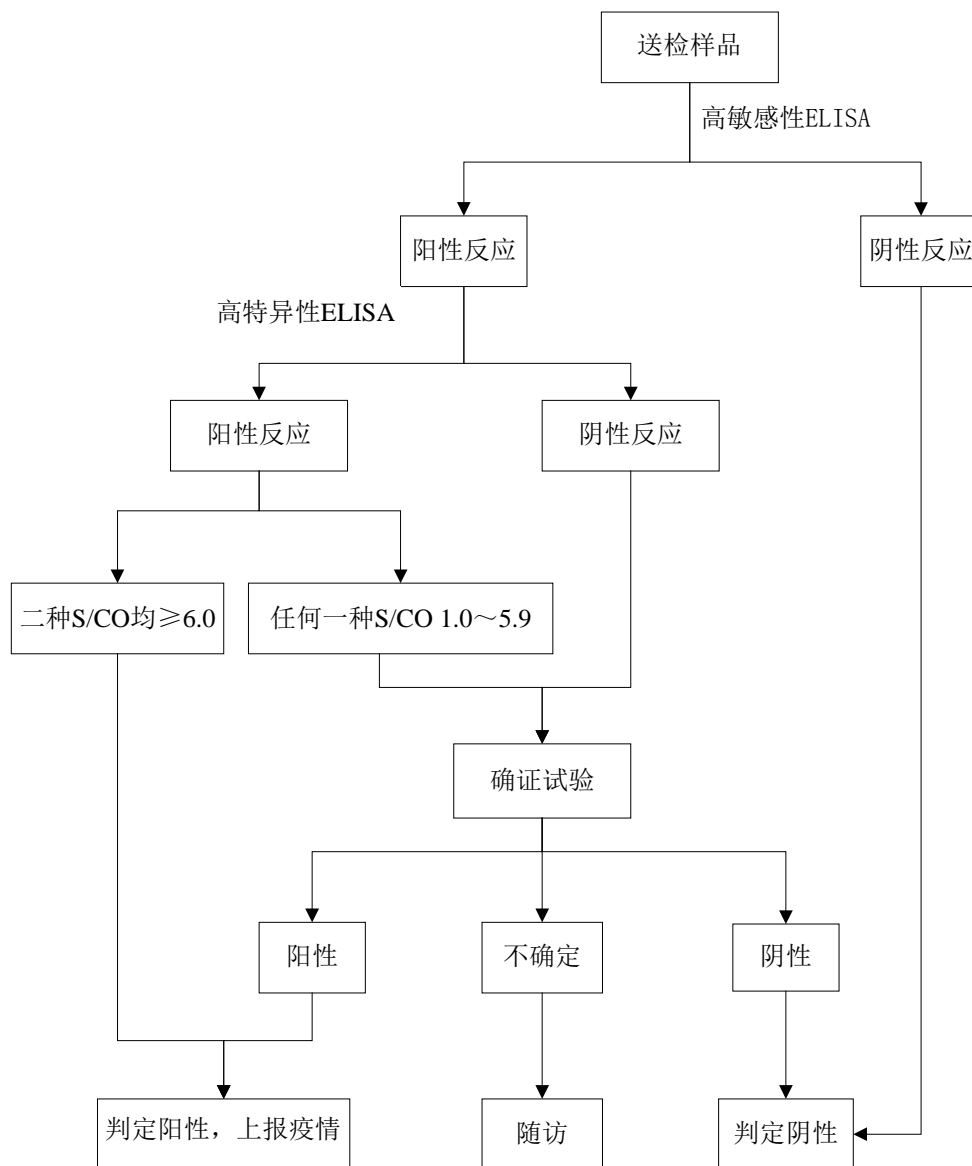 送检样品
高敏感性ELISA
阳性反应
阴性反应
高特异性ELISA
阳性反应
阴性反应
二种S/CO均≥6.0
任何一种S/CO 1.0～5.9
确证试验
阳性
不确定
阴性
判定阳性，上报疫情
随访
判定阴性